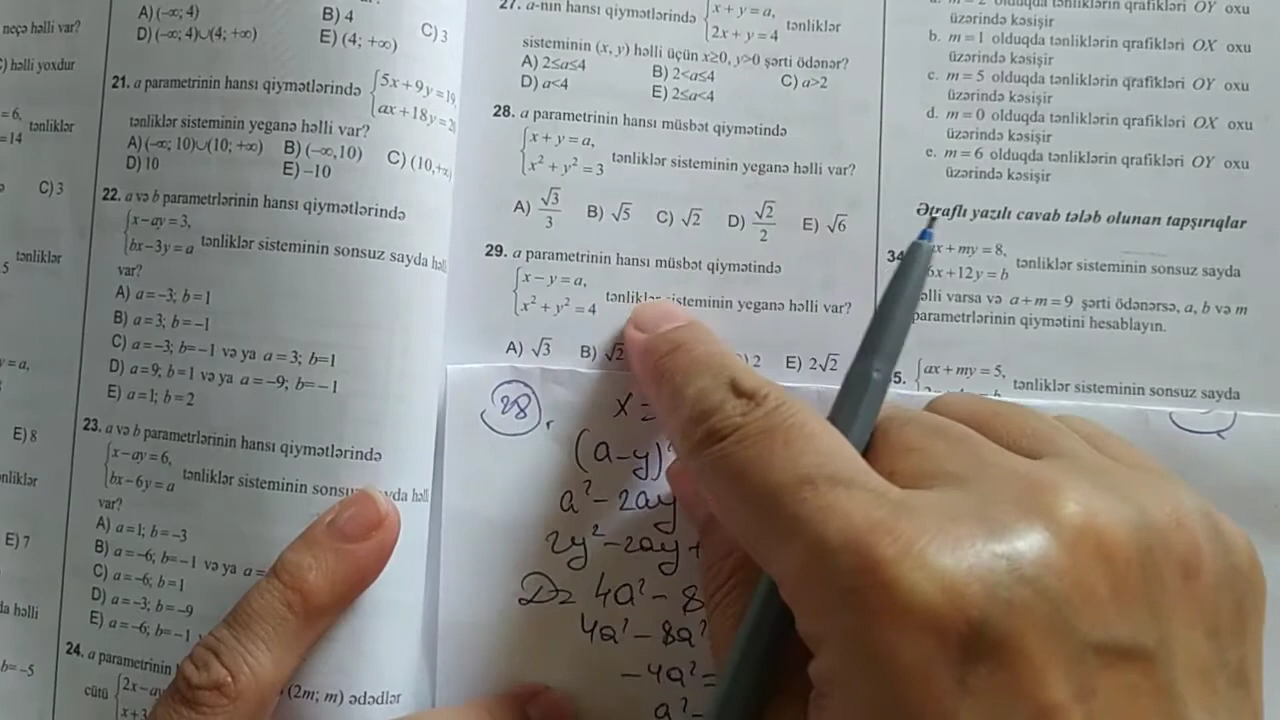 neçə həlli var?
həlli yoxdur
=6,
=14
tənliklər
C) 3
tənliklər
y=a,
E) 8
E) 7
b=-5
A) (-∞; 4)
B) 4
C) 3
D) (-∞; 4)∪(4; +∞)
E) (4; +∞)
21. a parametrinin hansı qiymətlərində {5x+9y=19,
ax+18y=
tənliklər sisteminin yeganə həlli var?
A) (-∞; 10)∪(10; +∞) B) (-∞,10) C) (10,+∞
D) 10 E) -10
22. a və b parametrlərinin hansı qiymətlərində
{x-ay=3,
bx-3y=a tənliklər sisteminin sonsuz sayda
var?
A) a=-3; b=1
B) a=3; b=-1
C) a=-3; b=-1 və ya a=3; b=1
D) a=9; b=1 və ya a=-9; b=-1
E) a=1; b=2
23. a və b parametrlərinin hansı qiymətlərində
{x-ay=6,
bx-6y=a tənliklər sisteminin
var?
A) a=1; b=-3
B) a=-6; b=-1 və ya a=
C) a=-6; b=1
D) a=-3; b=-9
E) a=-6; b=-1
24. a parametrinin
cütü {2x-
(2m; m) ədədlər
27. a-nın hansı qiymətlərində {x+y=a,
2x+y=4 tənliklər
sisteminin (x, y) həlli üçün x≥0, y>0 şərti ödənər?
A) 2≤a≤4 B) 2<a≤4 C) a>2
D) a<4 E) 2≤a<4
28. a parametrinin hansı müsbət qiymətində
{x+y=a,
x²+y²=3 tənliklər sisteminin yeganə həlli var?
A) √3/3 B) √5 C) √2 D) √2/2 E) √6
29. a parametrinin hansı müsbət qiymətində
{x-y=a,
x²+y²=4 tənliklər sisteminin yeganə həlli var?
A) √3 B) √2 2 E) 2√2
28.
x=
(a-y)
a²-2ay
2y²-2ay+
D= 4a²-8
4a²-8a²
-4a²=
a²-
üzərində kəsişir
b. m=1 olduqda tənliklərin qrafikləri OX oxu
üzərində kəsişir
c. m=5 olduqda tənliklərin qrafikləri OY oxu
üzərində kəsişir
d. m=0 olduqda tənliklərin qrafikləri OX oxu
üzərində kəsişir
e. m=6 olduqda tənliklərin qrafikləri OY oxu
üzərində kəsişir
Ətraflı yazılı cavab tələb olunan tapşırıqlar
34
x+my=8,
6x+12y=b tənliklər sisteminin sonsuz sayda
həlli varsa və a+m=9 şərti ödənərsə, a, b və m
parametrlərinin qiymətini hesablayın.
5. {ax+my=5,
tənliklər sisteminin sonsuz sayda